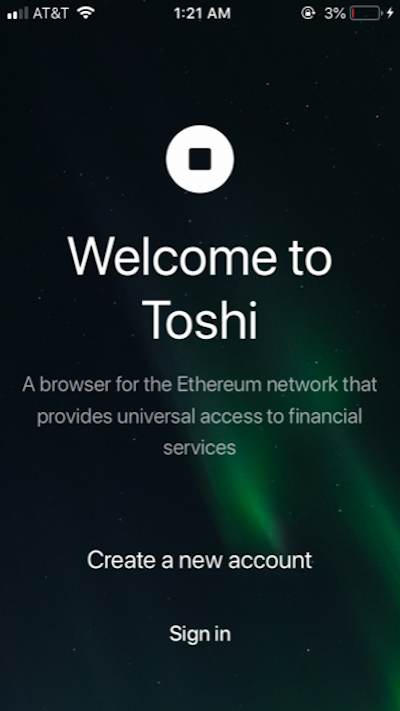 AT&T 1:21 AM 3%
Welcome to
Toshi
A browser for the Ethereum network that
provides universal access to financial
services
Create a new account
Sign in